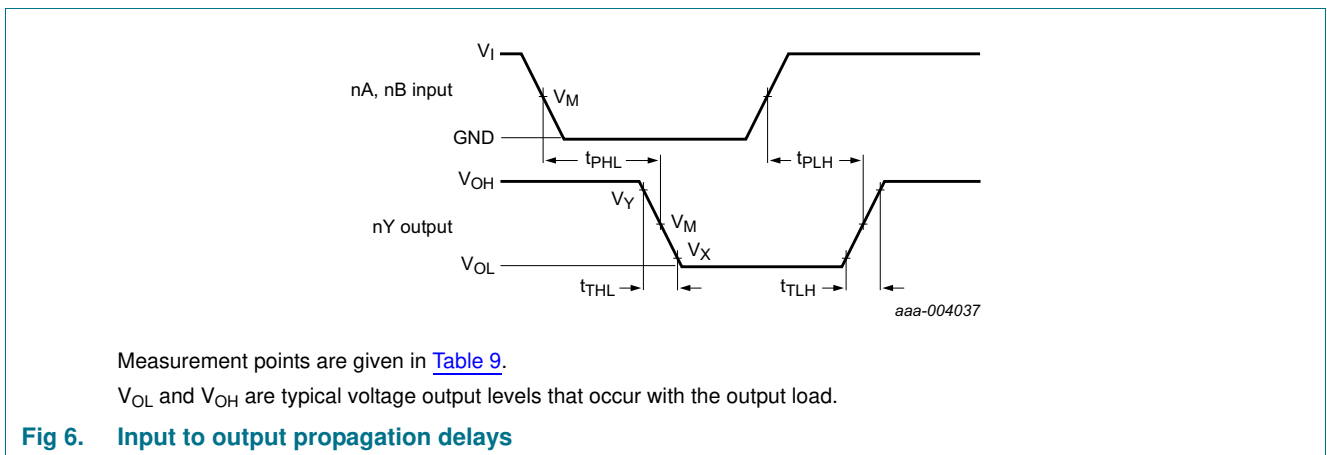 VI
nA, nB input
VM
GND
tPHL
tPLH
VOH
VY
nY output
VM
VX
VOL
tTHL
tTLH
aaa-004037
Measurement points are given in Table 9.
VOL and VOH are typical voltage output levels that occur with the output load.
Fig 6. Input to output propagation delays